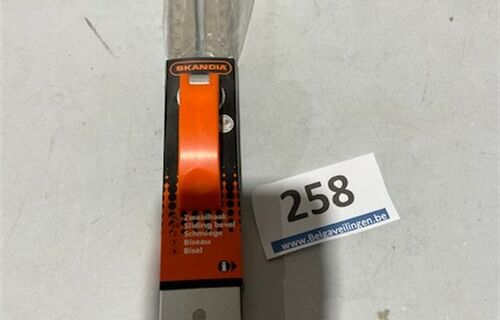 SKANDIA
Zwaaihaak
Sliding bevel
Schmiege
Biseau
Bisel
258
www.Belgaveilingen.be